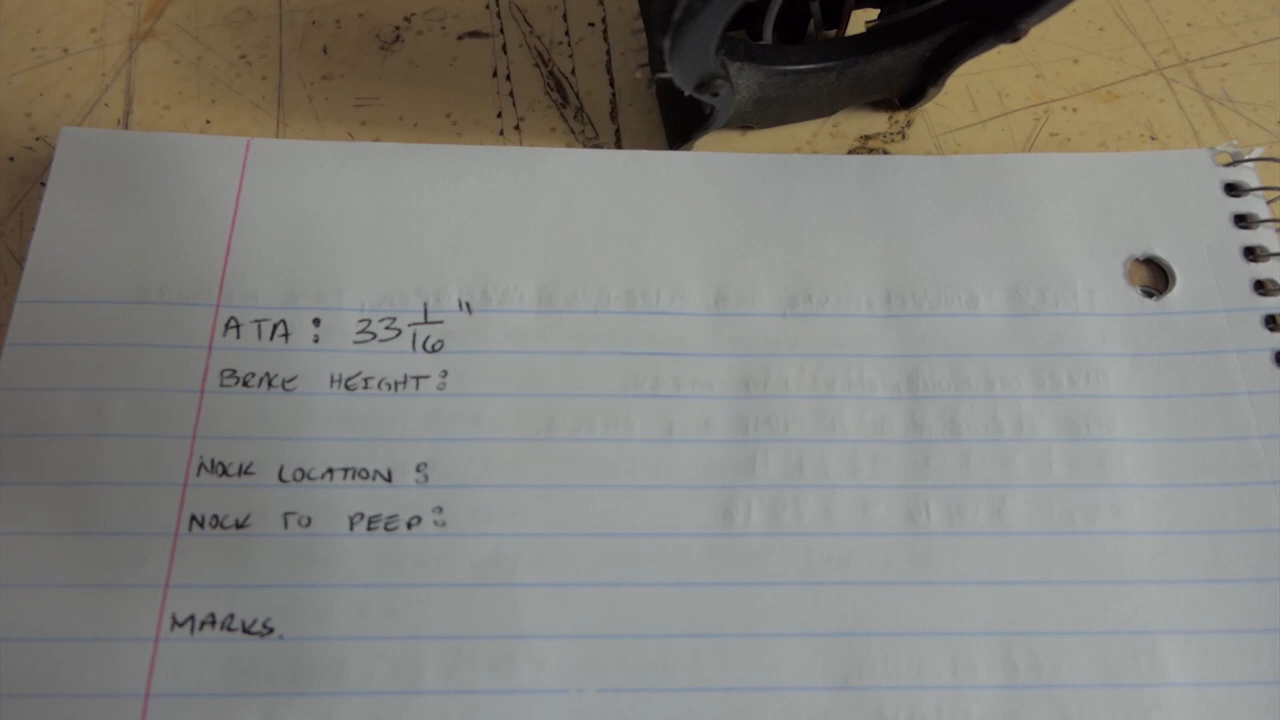 ATA: 33 1/16"
BRACE HEIGHT:
NOCK LOCATION:
NOCK TO PEEP:
MARKS.